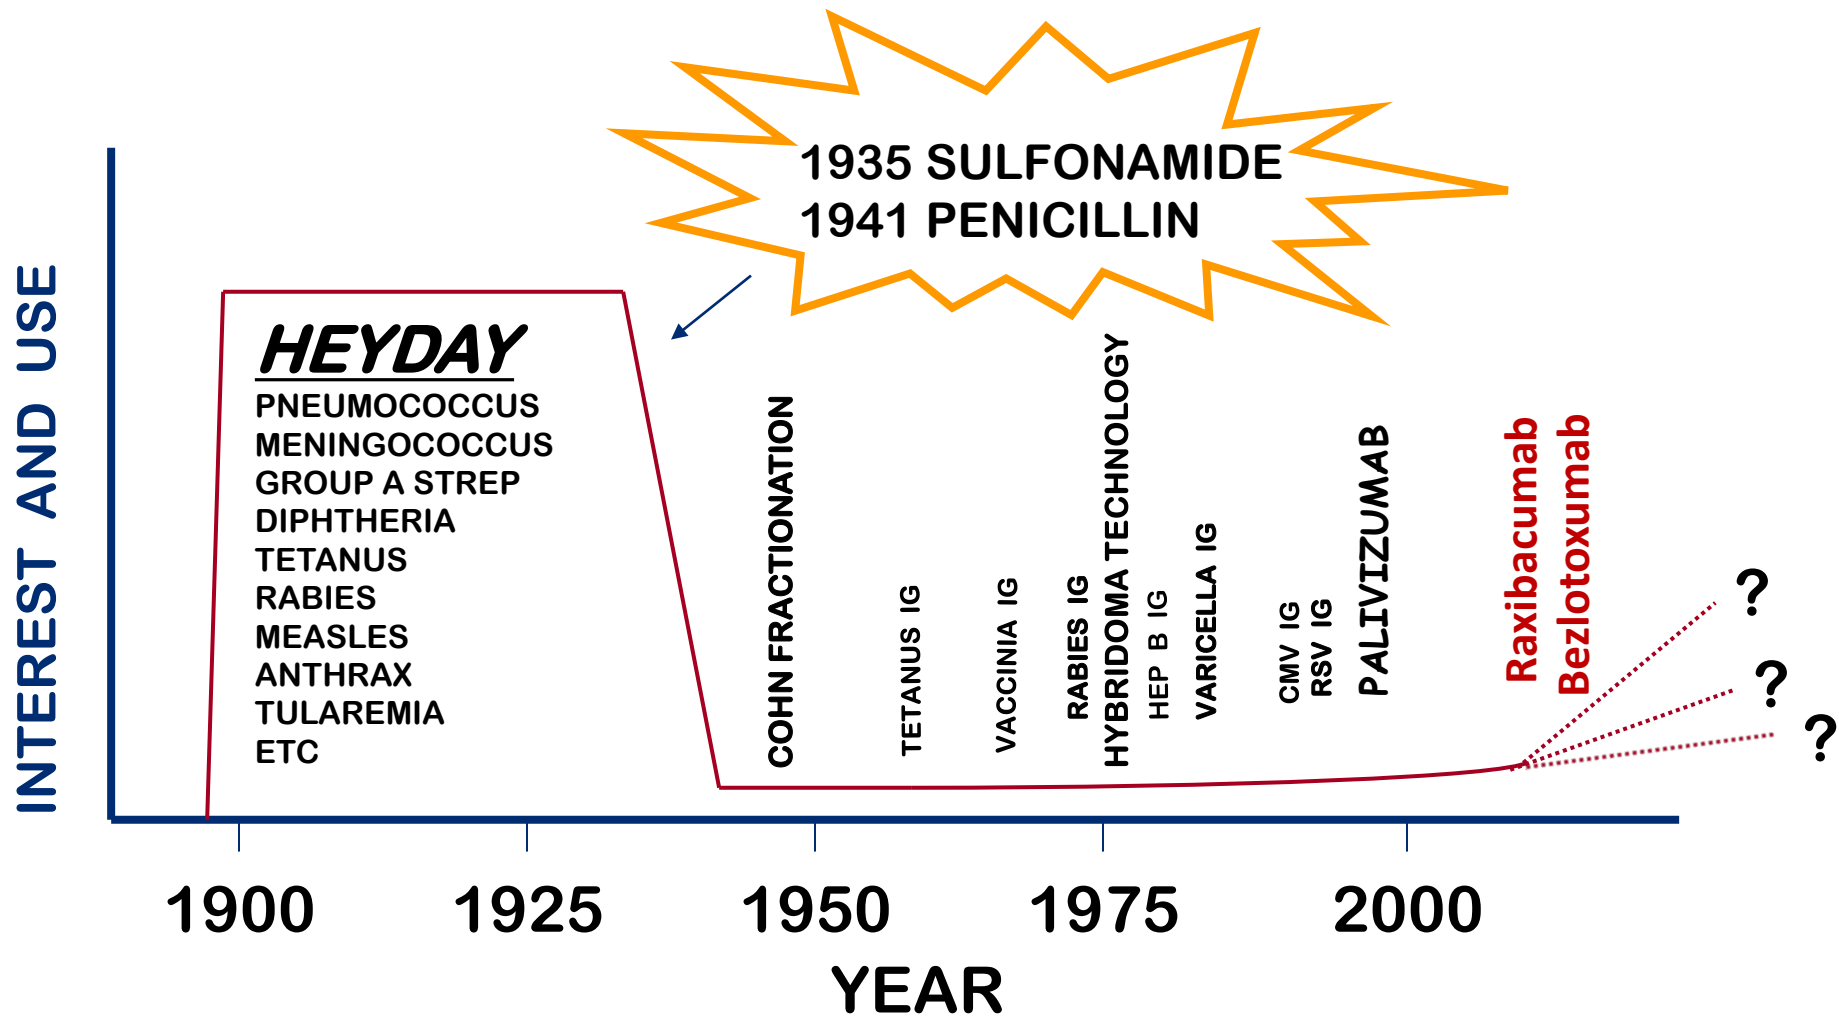 1935 SULFONAMIDE
1941 PENICILLIN
INTEREST AND USE
HEYDAY
PNEUMOCOCCUS
MENINGOCOCCUS
GROUP A STREP
DIPHTHERIA
TETANUS
RABIES
MEASLES
ANTHRAX
TULAREMIA
ETC
COHN FRACTIONATION
TETANUS IG
VACCINIA IG
RABIES IG
HYBRIDOMA TECHNOLOGY
HEP B IG
VARICELLA IG
CMV IG
RSV IG
PALIVIZUMAB
Raxibacumab
Bezlotoxumab
?
?
?
1900 1925 1950 1975 2000
YEAR